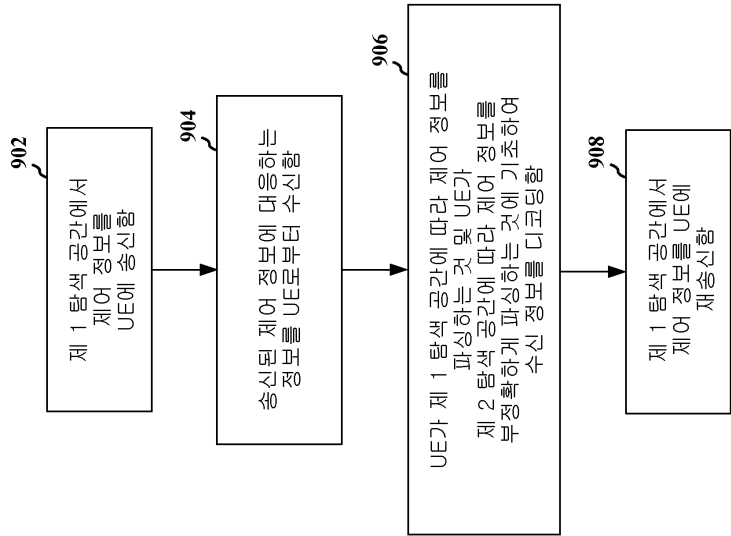 902
제 1 탐색 공간에서
제어 정보를
UE에 송신함
904
송신된 제어 정보에 대응하는
정보를 UE로부터 수신함
906
UE가 제 1 탐색 공간에 따라 제어 정보를
파싱하는 것 및 UE가
제 2 탐색 공간에 따라 제어 정보를
부정확하게 파싱하는 것에 기초하여
수신 정보를 디코딩함
908
제 1 탐색 공간에서
제어 정보를 UE에
재송신함